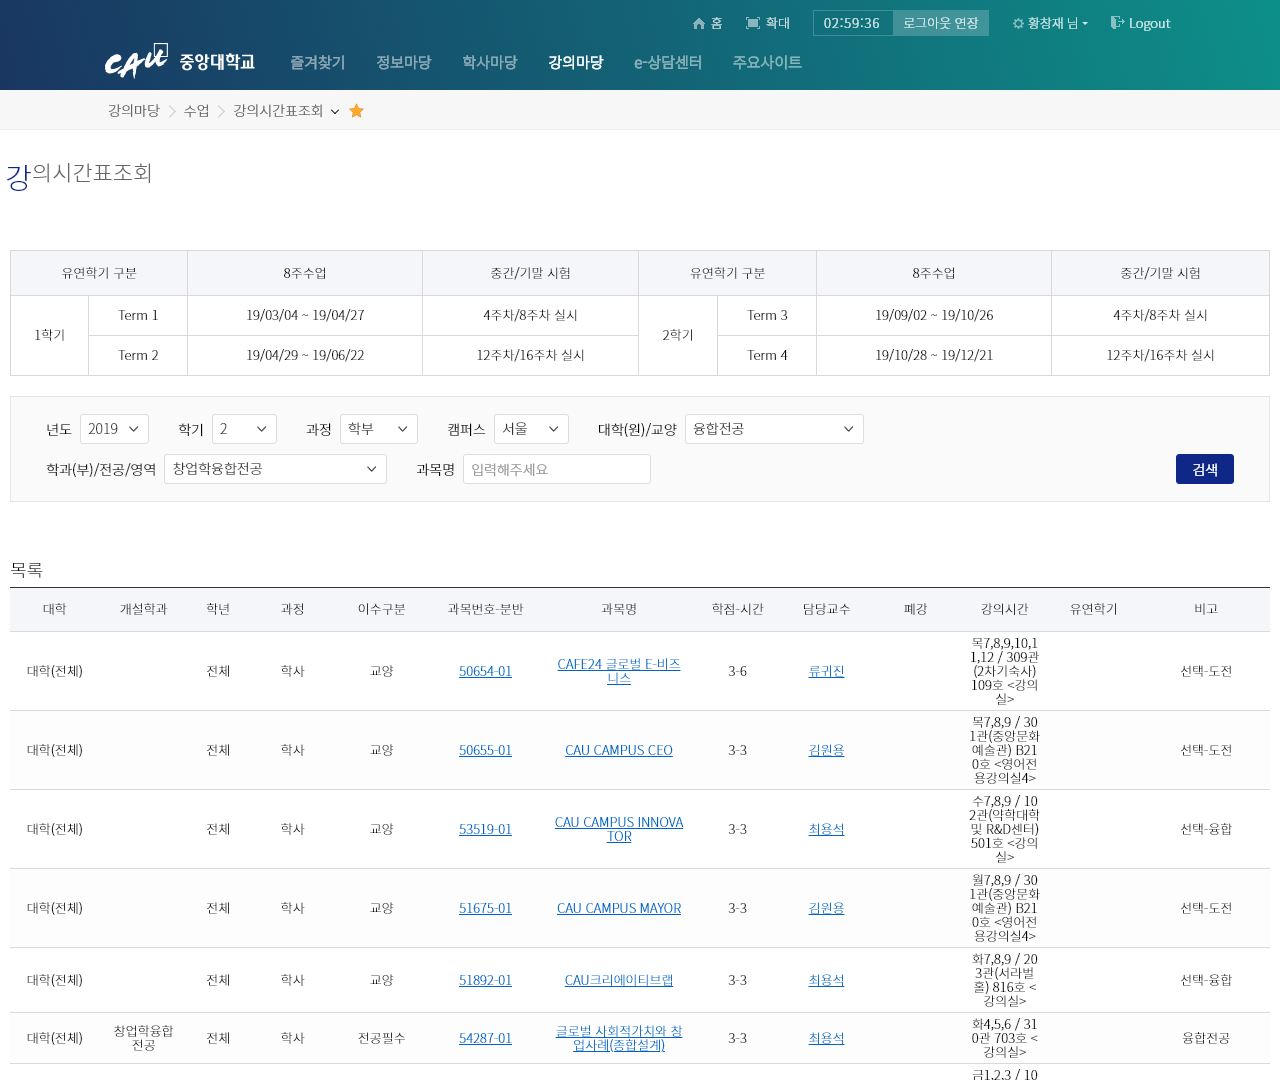 홈 확대 02:59:36 로그아웃 연장 황창재 님 Logout
CAU 중앙대학교 즐겨찾기 정보마당 학사마당 강의마당 e-상담센터 주요사이트
강의마당 수업 강의시간표조회
강의시간표조회
유연학기 구분 8주수업 중간/기말 시험 유연학기 구분 8주수업 중간/기말 시험
1학기 Term 1 19/03/04 ~ 19/04/27 4주차/8주차 실시 2학기 Term 3 19/09/02 ~ 19/10/26 4주차/8주차 실시
Term 2 19/04/29 ~ 19/06/22 12주차/16주차 실시 Term 4 19/10/28 ~ 19/12/21 12주차/16주차 실시
년도 2019 학기 2 과정 학부 캠퍼스 서울 대학(원)/교양 융합전공
학과(부)/전공/영역 창업학융합전공 과목명 입력해주세요 검색
목록
대학 개설학과 학년 과정 이수구분 과목번호-분반 과목명 학점-시간 담당교수 폐강 강의시간 유연학기 비고
대학(전체) 전체 학사 교양 50654-01 CAFE24 글로벌 E-비즈
니스 3-6 류귀진 목7,8,9,10,1
1,12 / 309관
(2차기숙사)
109호 <강의
실> 선택-도전
대학(전체) 전체 학사 교양 50655-01 CAU CAMPUS CEO 3-3 김원용 목7,8,9 / 30
1관(중앙문화
예술관) B21
0호 <영어전
용강의실4> 선택-도전
대학(전체) 전체 학사 교양 53519-01 CAU CAMPUS INNOVA
TOR 3-3 최용석 수7,8,9 / 10
2관(약학대학
및 R&D센터)
501호 <강의
실> 선택-융합
대학(전체) 전체 학사 교양 51675-01 CAU CAMPUS MAYOR 3-3 김원용 월7,8,9 / 30
1관(중앙문화
예술관) B21
0호 <영어전
용강의실4> 선택-도전
대학(전체) 전체 학사 교양 51892-01 CAU크리에이티브랩 3-3 최용석 화7,8,9 / 20
3관(서라벌
홀) 816호 <
강의실> 선택-융합
대학(전체) 창업학융합
전공 전체 학사 전공필수 54287-01 글로벌 사회적가치와 창
업사례(종합설계) 3-3 최용석 화4,5,6 / 31
0관 703호 <
강의실> 융합전공
금1,2,3 / 10